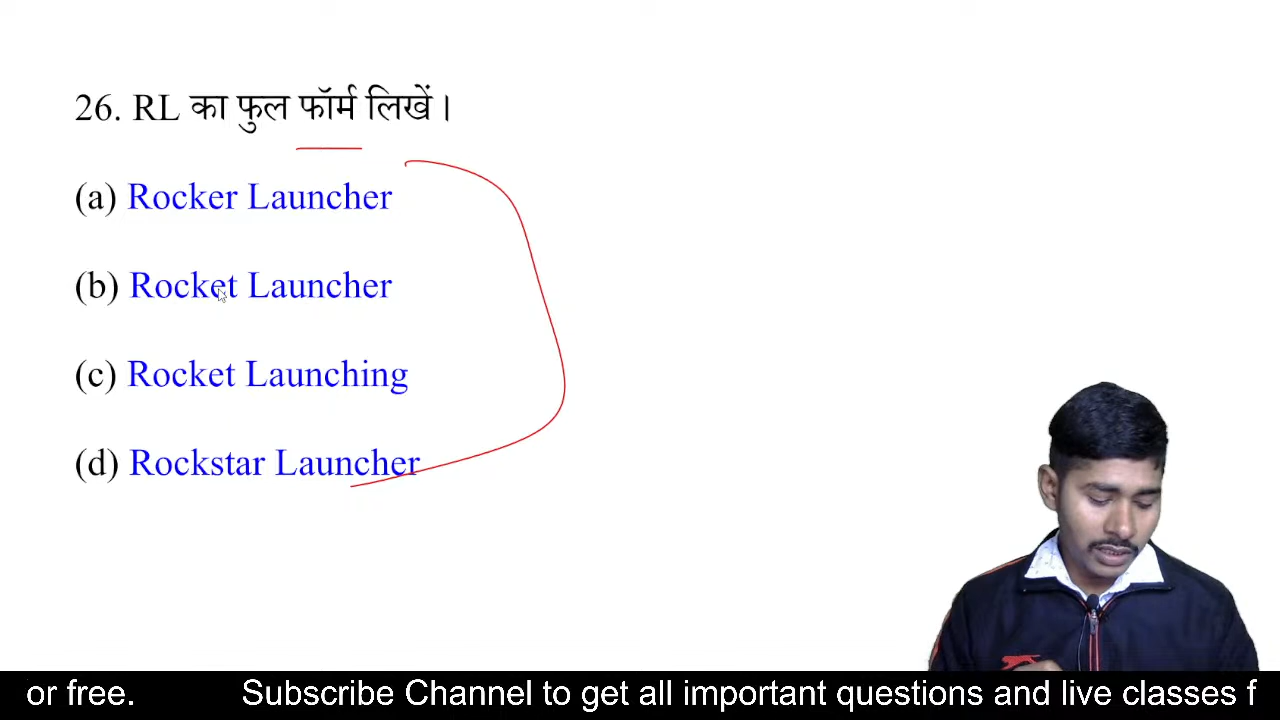 26. RL का फुल फॉर्म लिखें।
(a) Rocker Launcher
(b) Rocket Launcher
(c) Rocket Launching
(d) Rockstar Launcher
or free. Subscribe Channel to get all important questions and live classes f